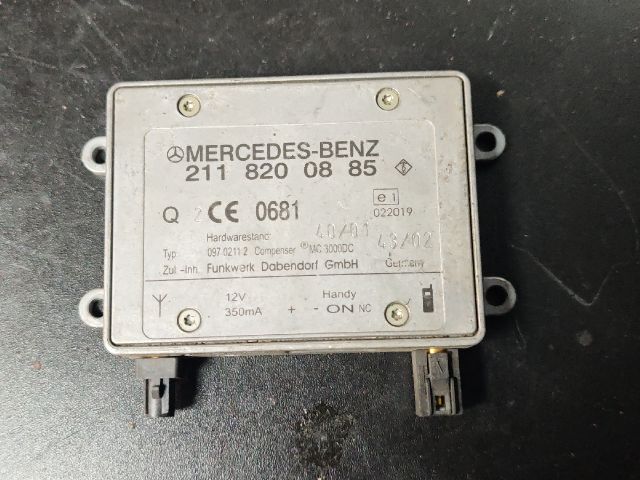 MERCEDES-BENZ
211 820 08 85
Q 2 CE 0681
e1
022019
Hardwarestand: 40/01 43/02
Typ: 097 0211 2 Compenser ® MC 3000DC
Zul.-Inh. Funkwerk Dabendorf GmbH Germany
12V Handy
350mA + - ON NC